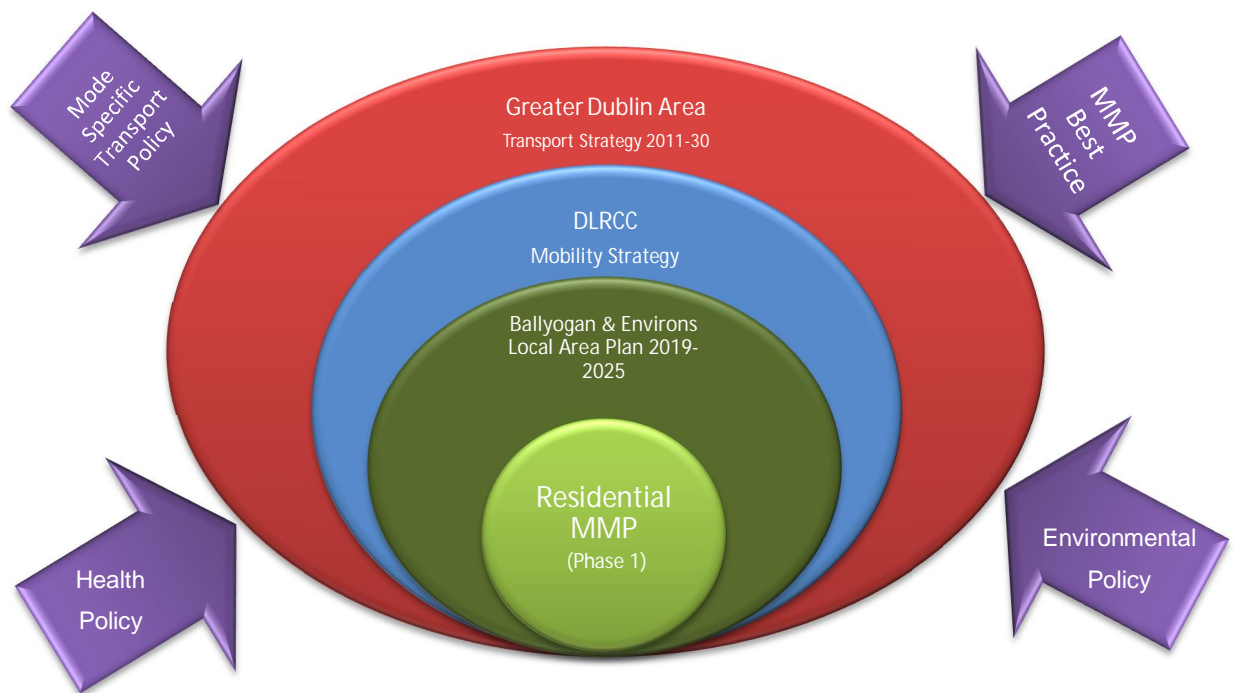 Mode
Specific
Transport
Policy
MMP
Best
Practice
Greater Dublin Area
Transport Strategy 2011-30
DLRCC
Mobility Strategy
Ballyogan & Environs
Local Area Plan 2019-
2025
Residential
MMP
(Phase 1)
Health
Policy
Environmental
Policy